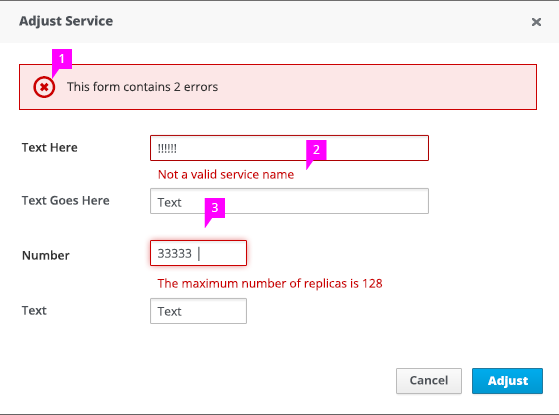 Adjust Service
1
This form contains 2 errors
Text Here !!!!!!
2
Not a valid service name
Text Goes Here Text
3
Number 33333
The maximum number of replicas is 128
Text Text
Cancel Adjust